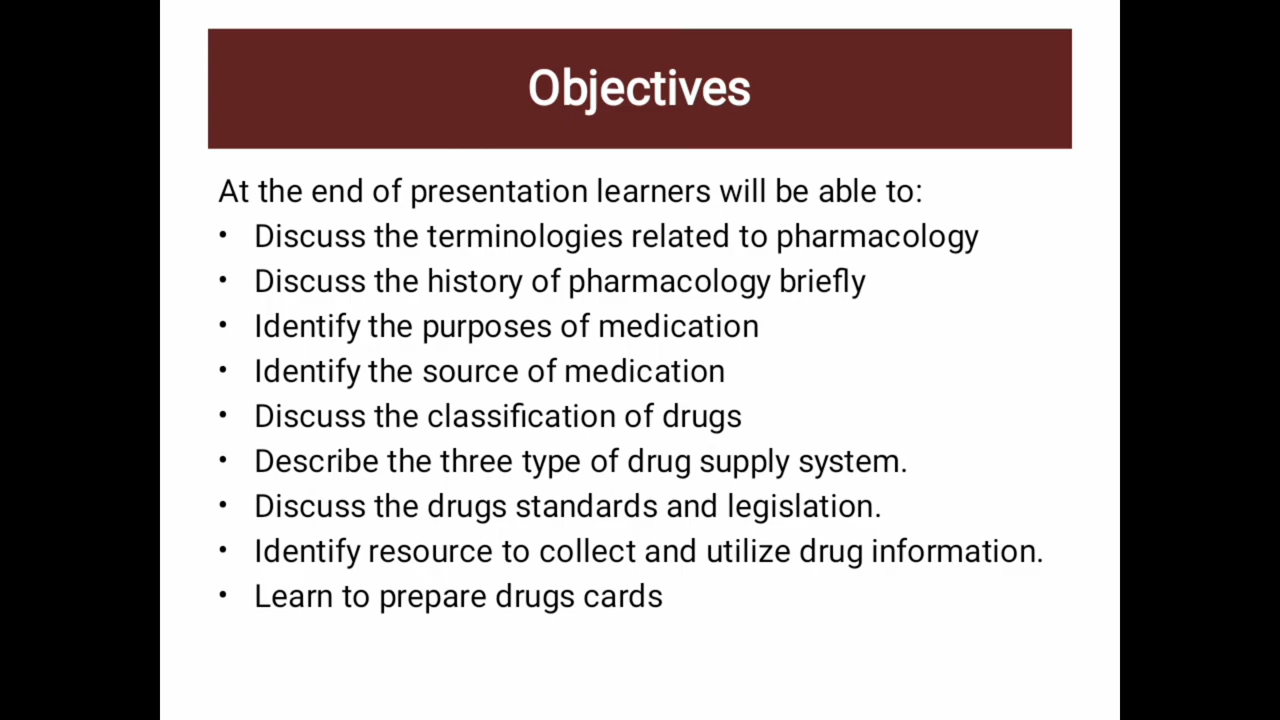 Objectives
At the end of presentation learners will be able to:
• Discuss the terminologies related to pharmacology
• Discuss the history of pharmacology briefly
• Identify the purposes of medication
• Identify the source of medication
• Discuss the classification of drugs
• Describe the three type of drug supply system.
• Discuss the drugs standards and legislation.
• Identify resource to collect and utilize drug information.
• Learn to prepare drugs cards